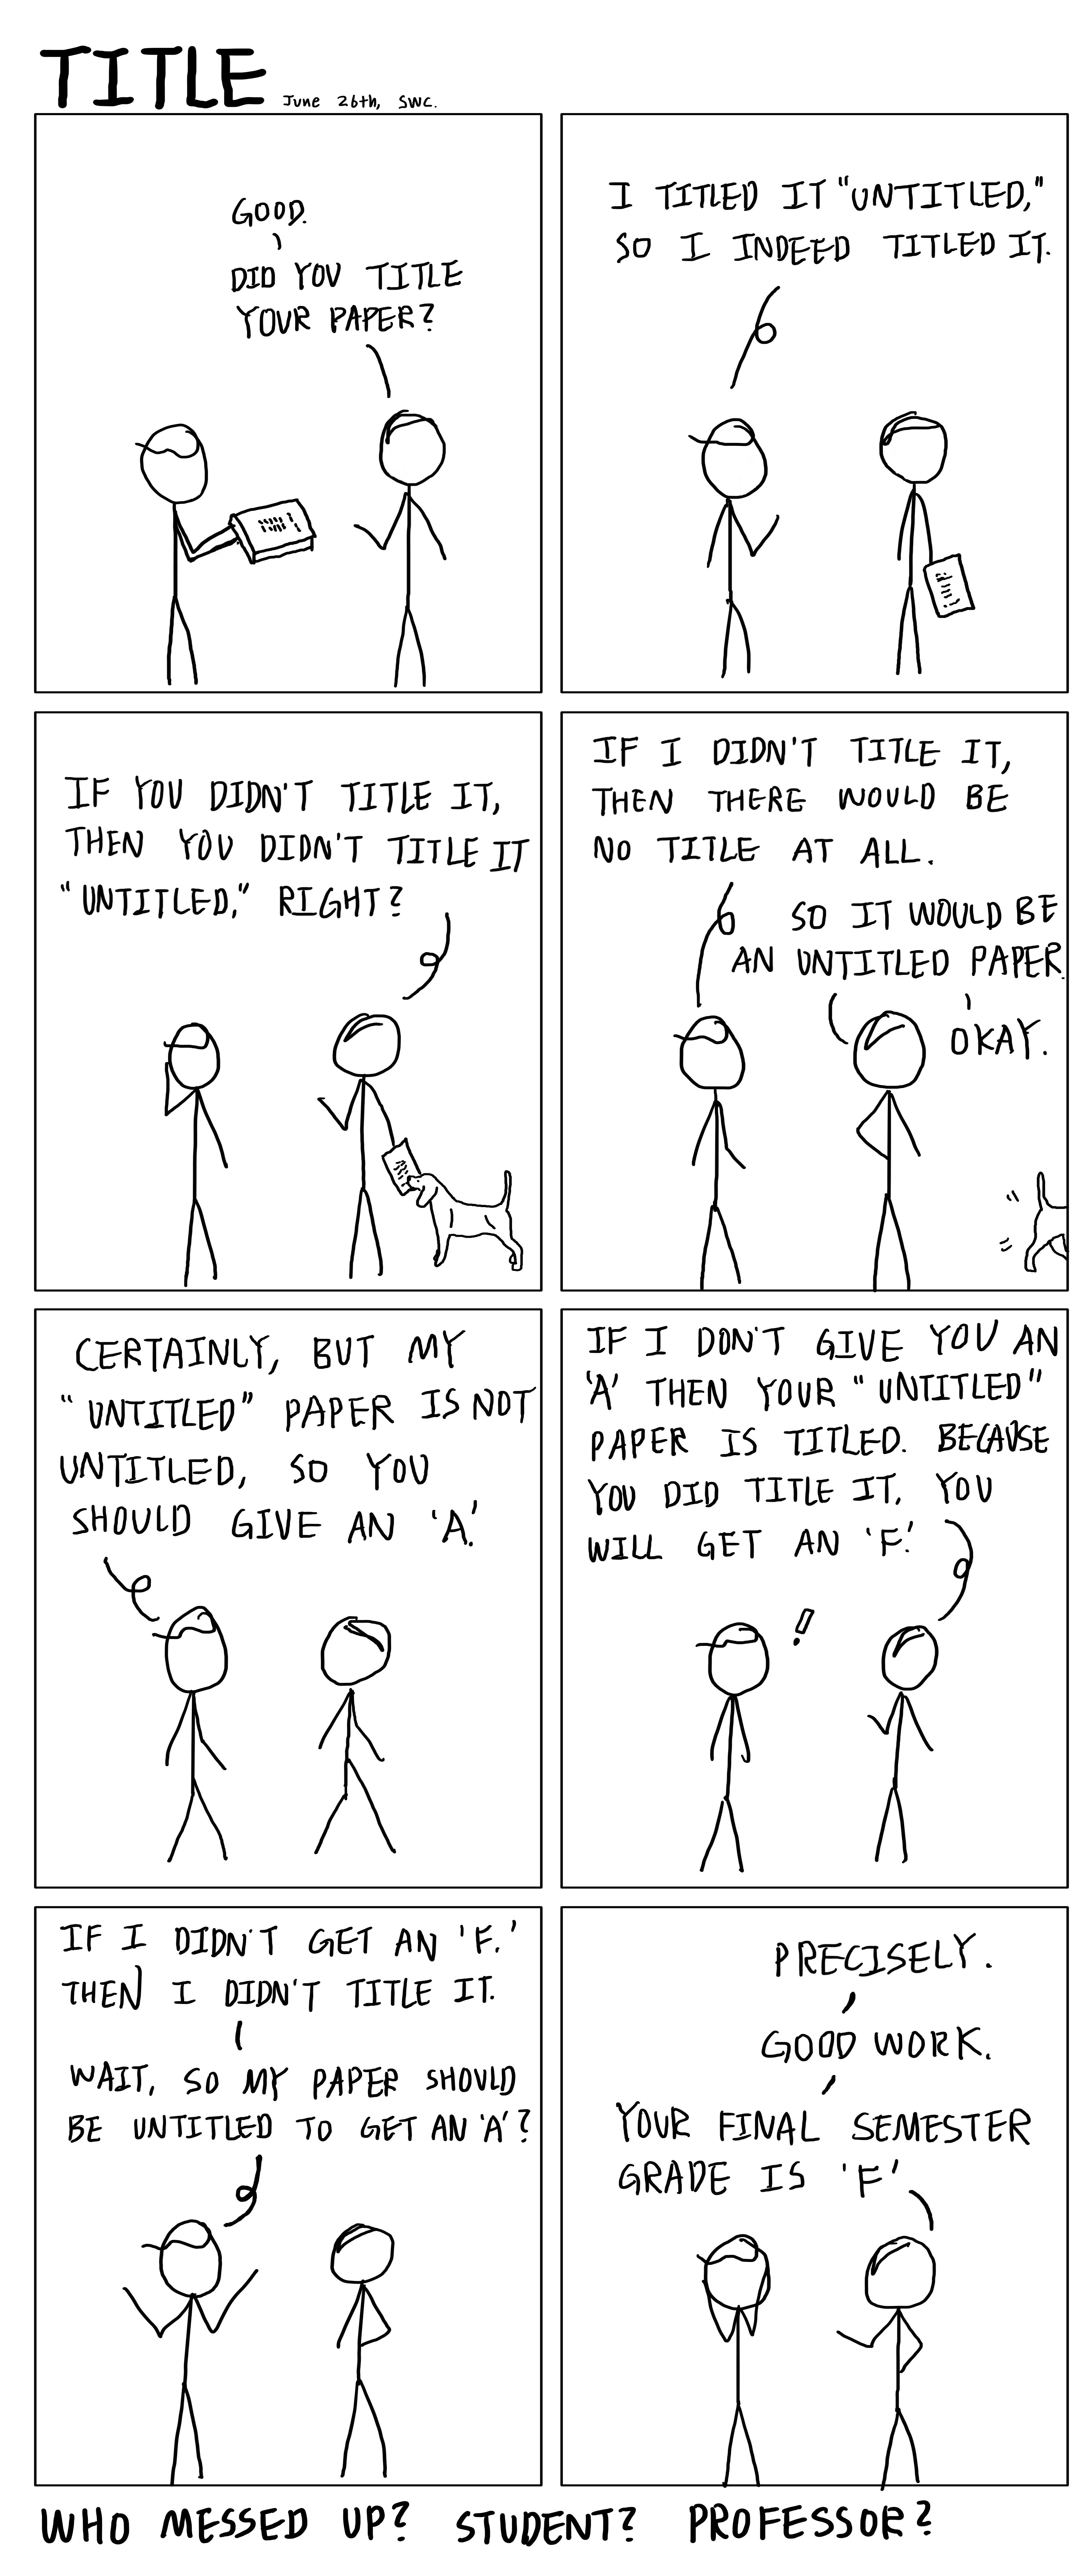 TITLE
June 26th, SWC.
GOOD.
DID YOU TITLE
YOUR PAPER?
I TITLED IT "UNTITLED,"
SO I INDEED TITLED IT.
IF YOU DIDN'T TITLE IT,
THEN YOU DIDN'T TITLE IT
"UNTITLED," RIGHT?
IF I DIDN'T TITLE IT,
THEN THERE WOULD BE
NO TITLE AT ALL.
SO IT WOULD BE
AN UNTITLED PAPER.
OKAY.
CERTAINLY, BUT MY
"UNTITLED" PAPER IS NOT
UNTITLED, SO YOU
SHOULD GIVE AN 'A.'
IF I DON'T GIVE YOU AN
'A' THEN YOUR "UNTITLED"
PAPER IS TITLED. BECAUSE
YOU DID TITLE IT, YOU
WILL GET AN 'F.'
!
IF I DIDN'T GET AN 'F.'
THEN I DIDN'T TITLE IT.
WAIT, SO MY PAPER SHOULD
BE UNTITLED TO GET AN 'A'?
PRECISELY.
GOOD WORK.
YOUR FINAL SEMESTER
GRADE IS 'F'
WHO MESSED UP? STUDENT? PROFESSOR?